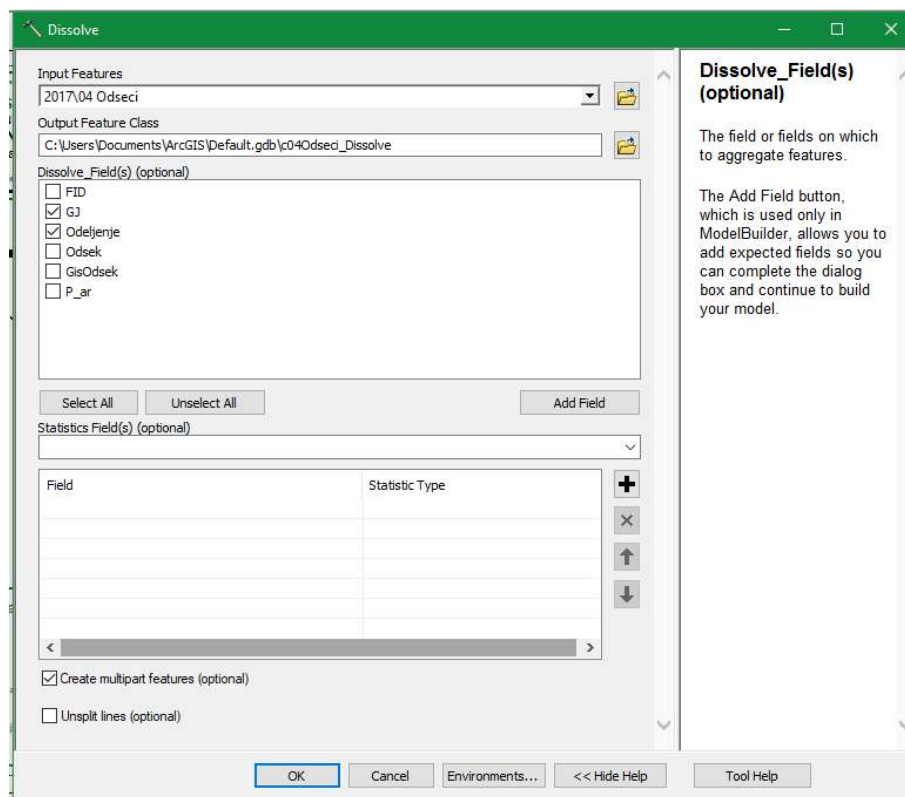 Dissolve
Input Features
2017\04 Odseci
Output Feature Class
C:\Users\Documents\ArcGIS\Default.gdb\c04Odseci_Dissolve
Dissolve_Field(s) (optional)
FID
GJ
Odeljenje
Odsek
GisOdsek
P_ar
Select All
Unselect All
Add Field
Statistics Field(s) (optional)
Field
Statistic Type
Create multipart features (optional)
Unsplit lines (optional)
OK
Cancel
Environments...
<< Hide Help
Tool Help
Dissolve_Field(s)
(optional)
The field or fields on which
to aggregate features.
The Add Field button,
which is used only in
ModelBuilder, allows you to
add expected fields so you
can complete the dialog
box and continue to build
your model.